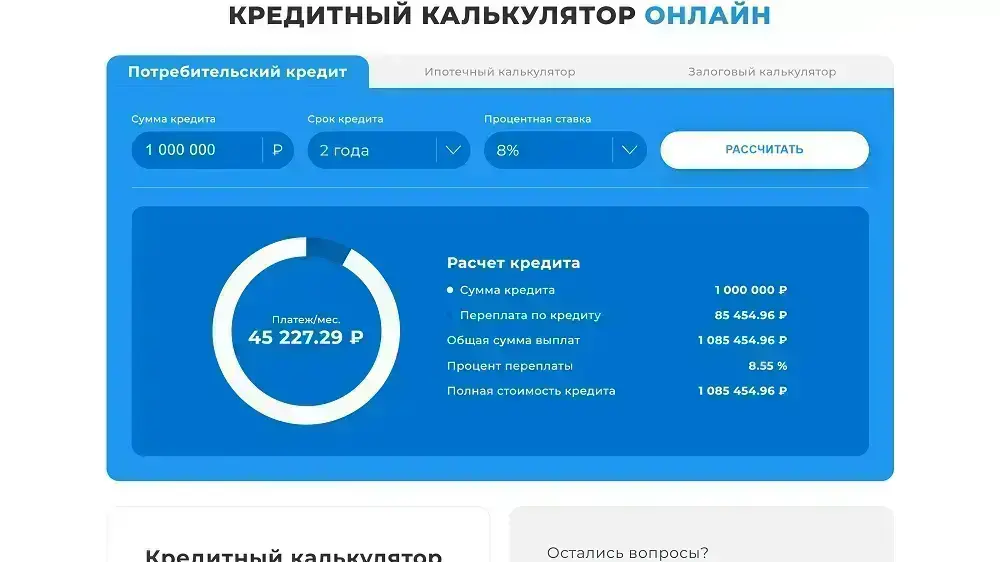 КРЕДИТНЫЙ КАЛЬКУЛЯТОР ОНЛАЙН
Потребительский кредит
Ипотечный калькулятор
Залоговый калькулятор
Сумма кредита
Срок кредита
Процентная ставка
1 000 000 ₽
2 года
8%
РАССЧИТАТЬ
Платеж/мес.
45 227.29 ₽
Расчет кредита
Сумма кредита 1 000 000 ₽
Переплата по кредиту 85 454.96 ₽
Общая сумма выплат 1 085 454.96 ₽
Процент переплаты 8.55 %
Полная стоимость кредита 1 085 454.96 ₽
Кредитный калькулятор
Остались вопросы?